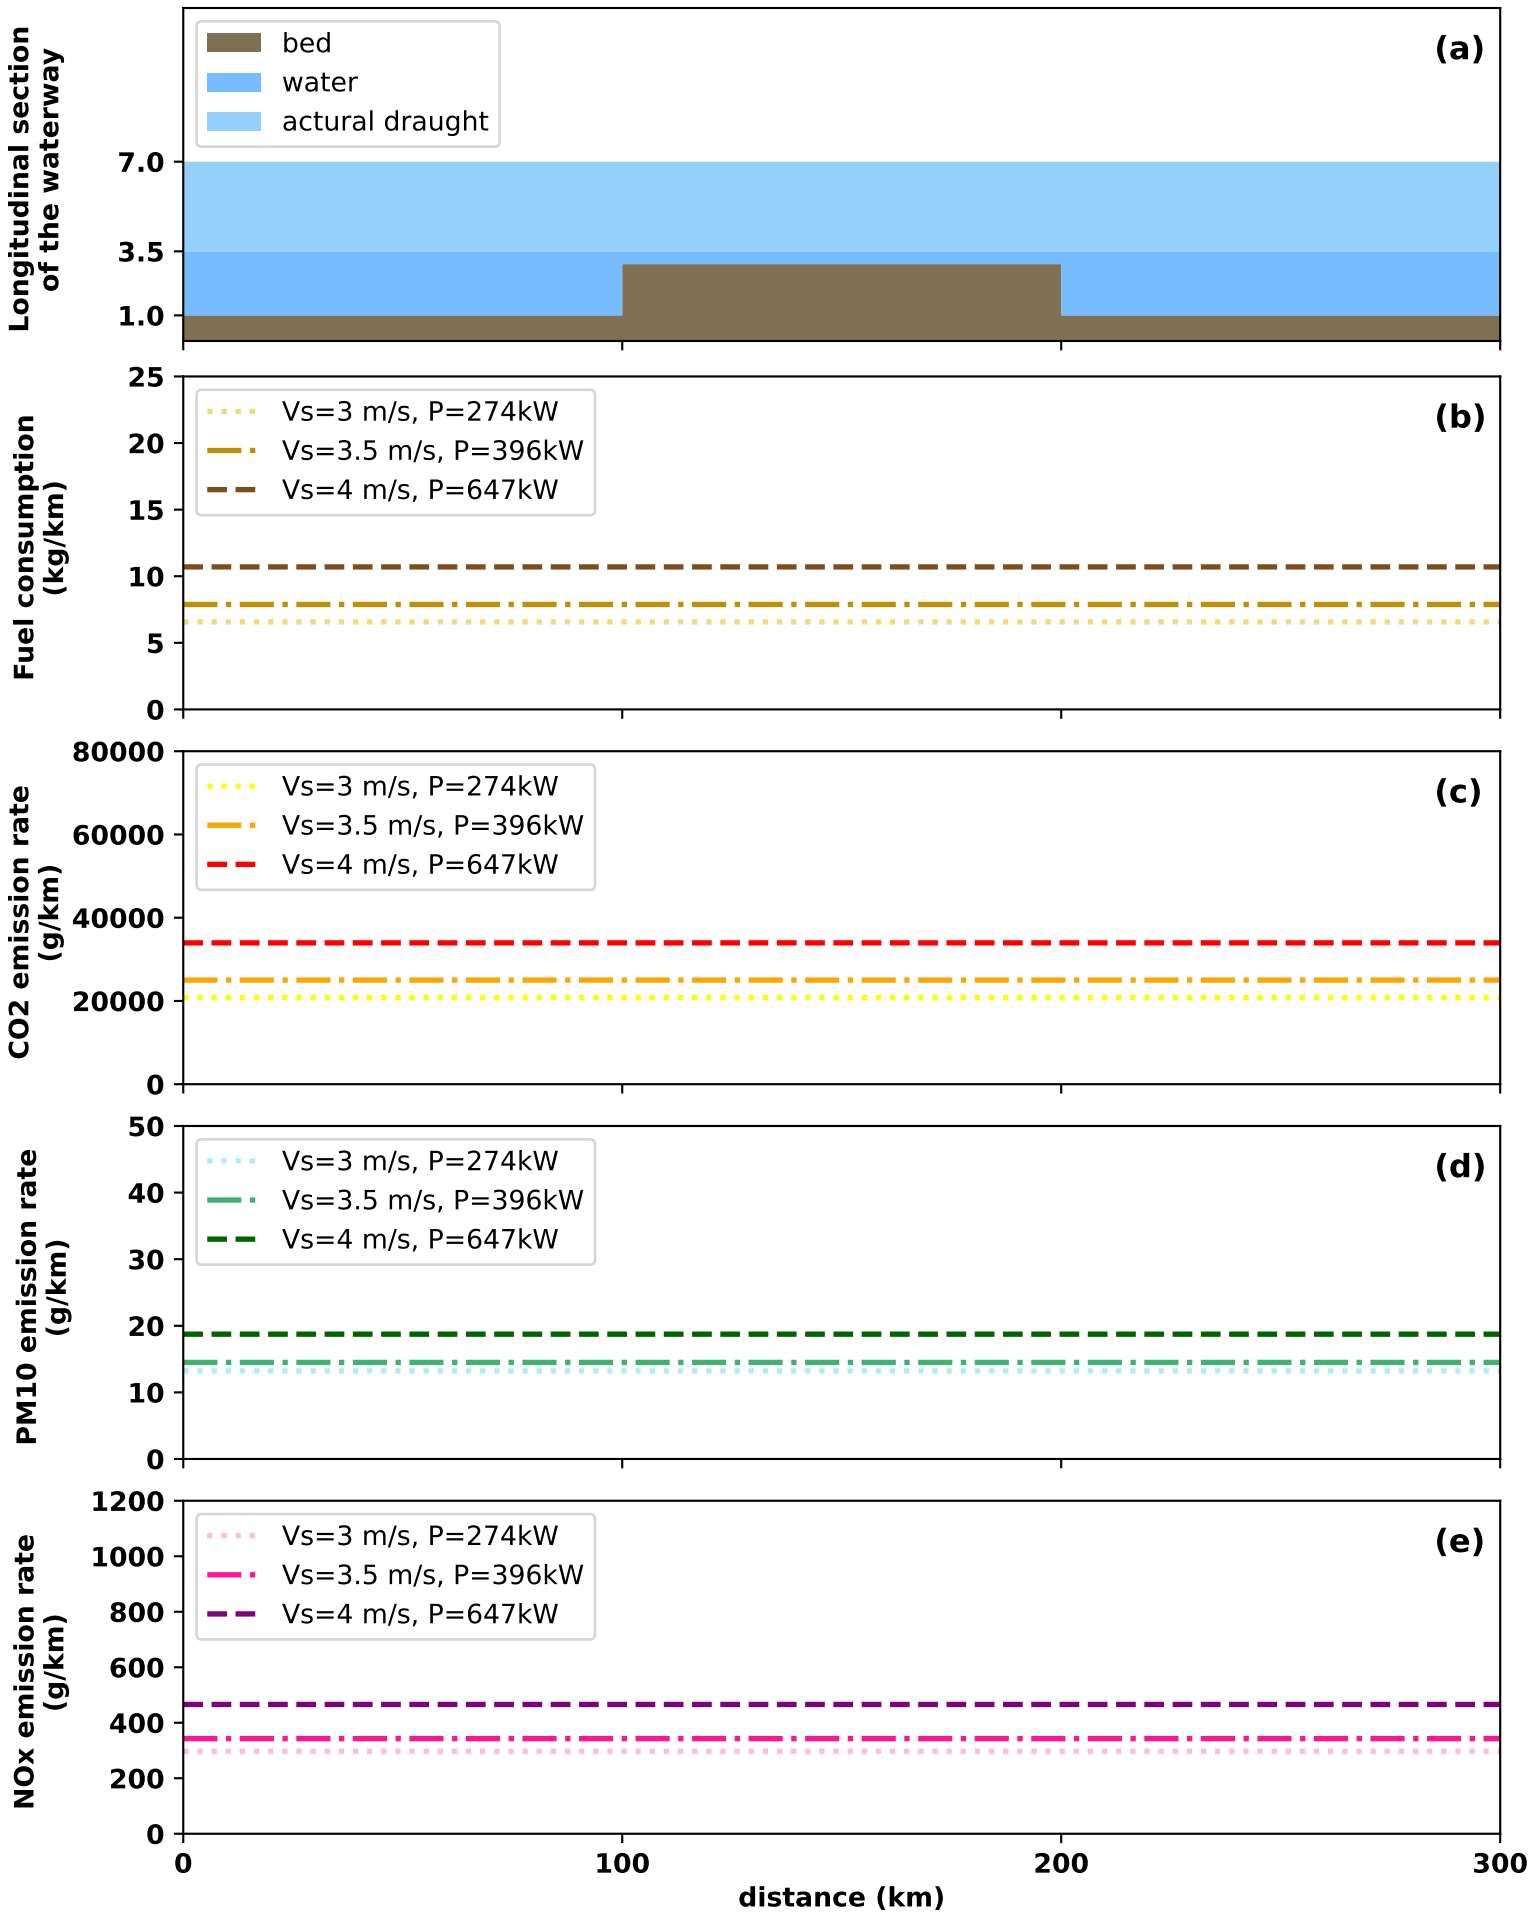 Longitudinal section
of the waterway
(a)
bed
water
actural draught
7.0
3.5
1.0
Fuel consumption
(kg/km)
(b)
Vs=3 m/s, P=274kW
Vs=3.5 m/s, P=396kW
Vs=4 m/s, P=647kW
25
20
15
10
5
0
CO2 emission rate
(g/km)
(c)
Vs=3 m/s, P=274kW
Vs=3.5 m/s, P=396kW
Vs=4 m/s, P=647kW
80000
60000
40000
20000
0
PM10 emission rate
(g/km)
(d)
Vs=3 m/s, P=274kW
Vs=3.5 m/s, P=396kW
Vs=4 m/s, P=647kW
50
40
30
20
10
0
NOx emission rate
(g/km)
(e)
Vs=3 m/s, P=274kW
Vs=3.5 m/s, P=396kW
Vs=4 m/s, P=647kW
1200
1000
800
600
400
200
0
0 100 200 300
distance (km)